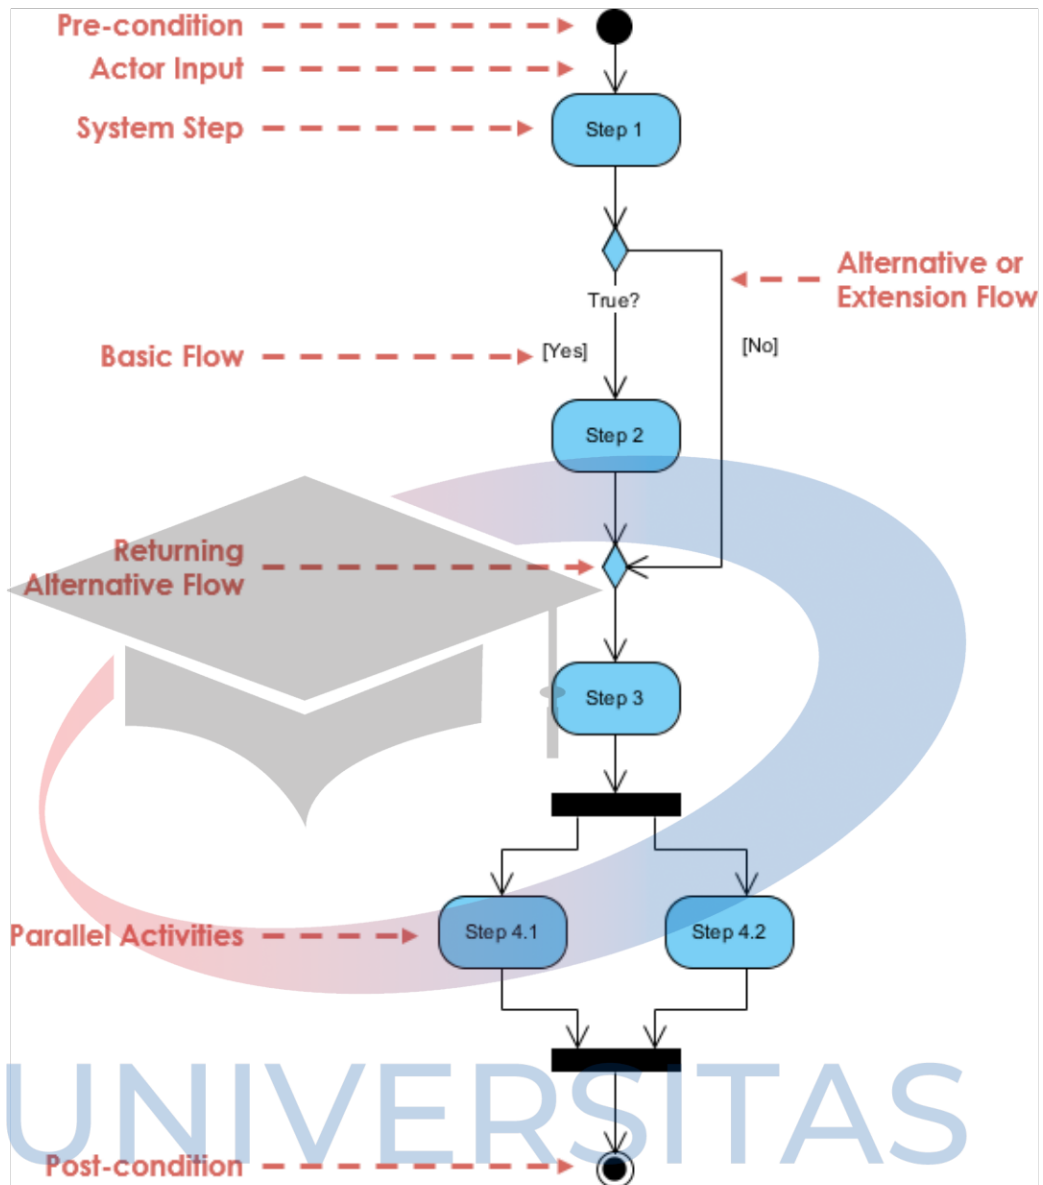 Pre-condition
Actor Input
System Step
Step 1
Alternative or
Extension Flow
True?
Basic Flow
[Yes]
[No]
Step 2
Returning
Alternative Flow
Step 3
Parallel Activities
Step 4.1
Step 4.2
UNIVERSITAS
Post-condition